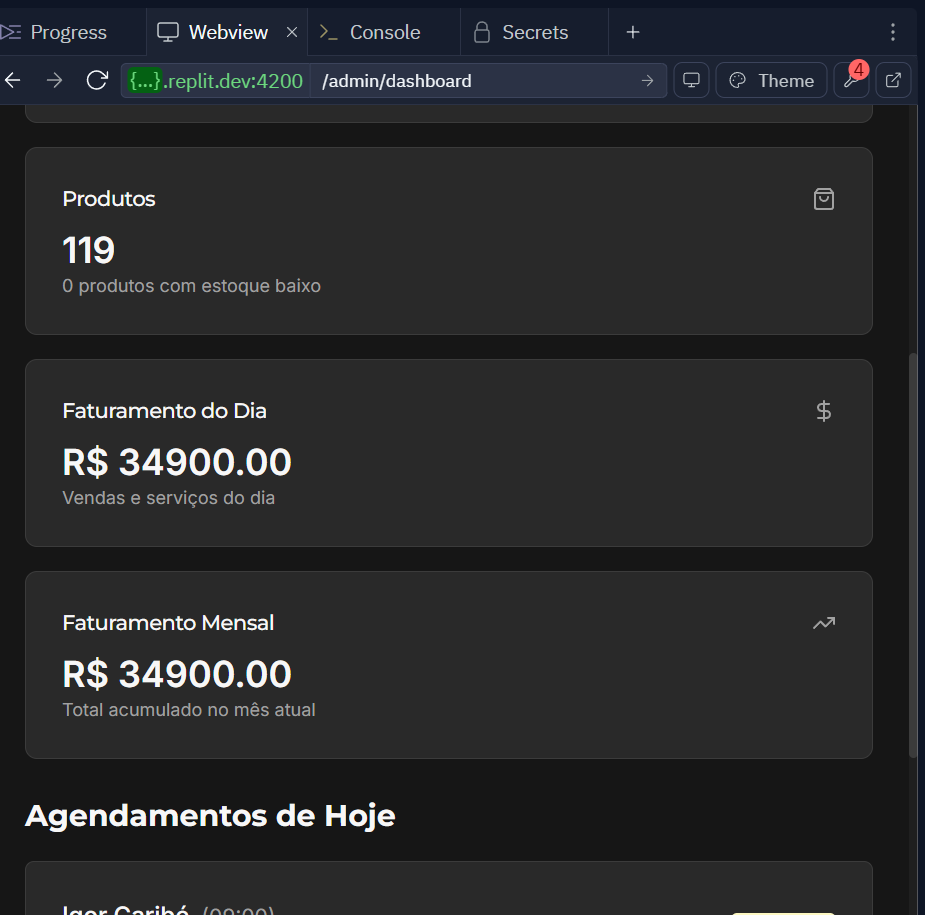 Progress
Webview
Console
Secrets
{...}.replit.dev:4200
/admin/dashboard
Theme
4
Produtos
119
0 produtos com estoque baixo
Faturamento do Dia
R$ 34900.00
Vendas e serviços do dia
Faturamento Mensal
R$ 34900.00
Total acumulado no mês atual
Agendamentos de Hoje
Igor Caribé (09:00)